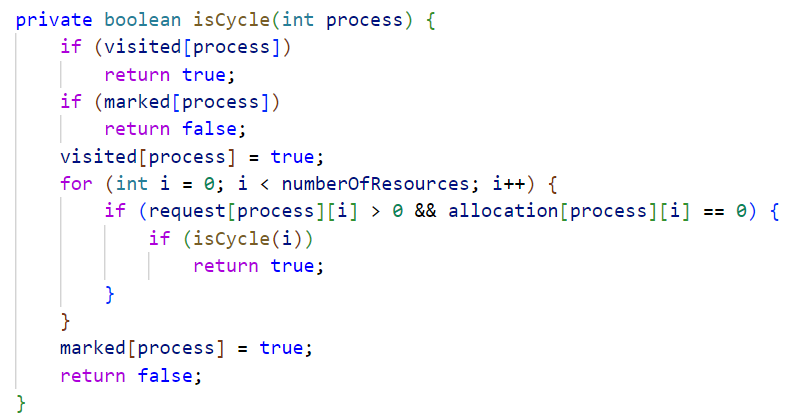 private boolean isCycle(int process) {
    if (visited[process])
        return true;
    if (marked[process])
        return false;
    visited[process] = true;
    for (int i = 0; i < numberOfResources; i++) {
        if (request[process][i] > 0 && allocation[process][i] == 0) {
            if (isCycle(i))
                return true;
        }
    }
    marked[process] = true;
    return false;
}